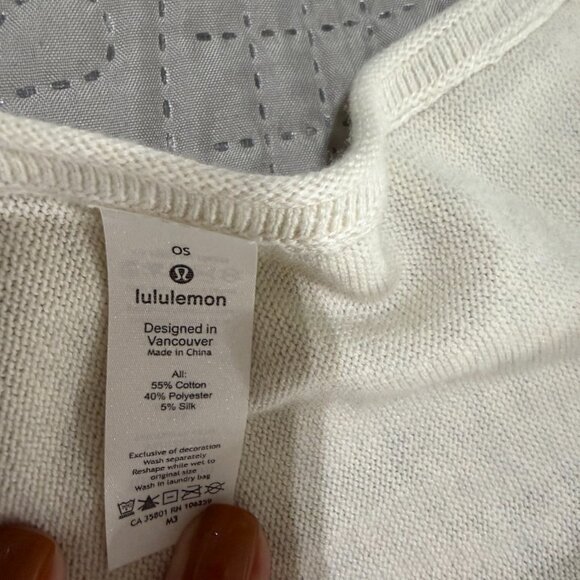 OS
lululemon
Designed in
Vancouver
Made in China
All:
55% Cotton
40% Polyester
5% Silk
Exclusive of decoration
Wash separately
Reshape while wet to
original size
Wash in laundry bag
CA 35801 RN 106259
M3